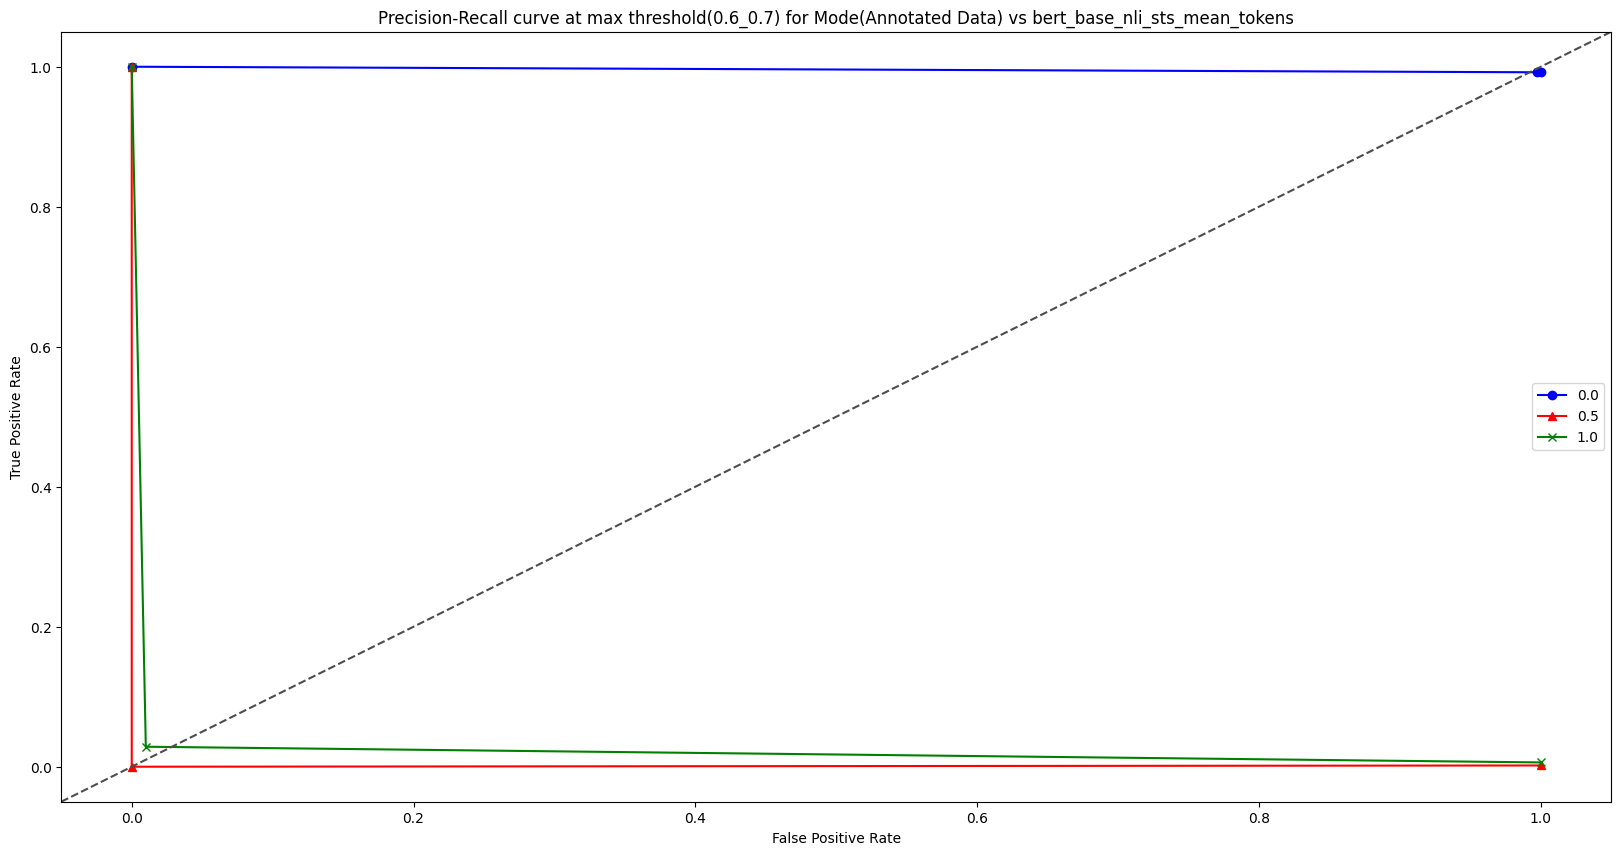 Precision-Recall curve at max threshold(0.6_0.7) for Mode(Annotated Data) vs bert_base_nli_sts_mean_tokens
1.0
0.8
0.6
0.4
0.2
0.0
True Positive Rate
0.0
0.5
1.0
0.0 0.2 0.4 0.6 0.8 1.0
False Positive Rate